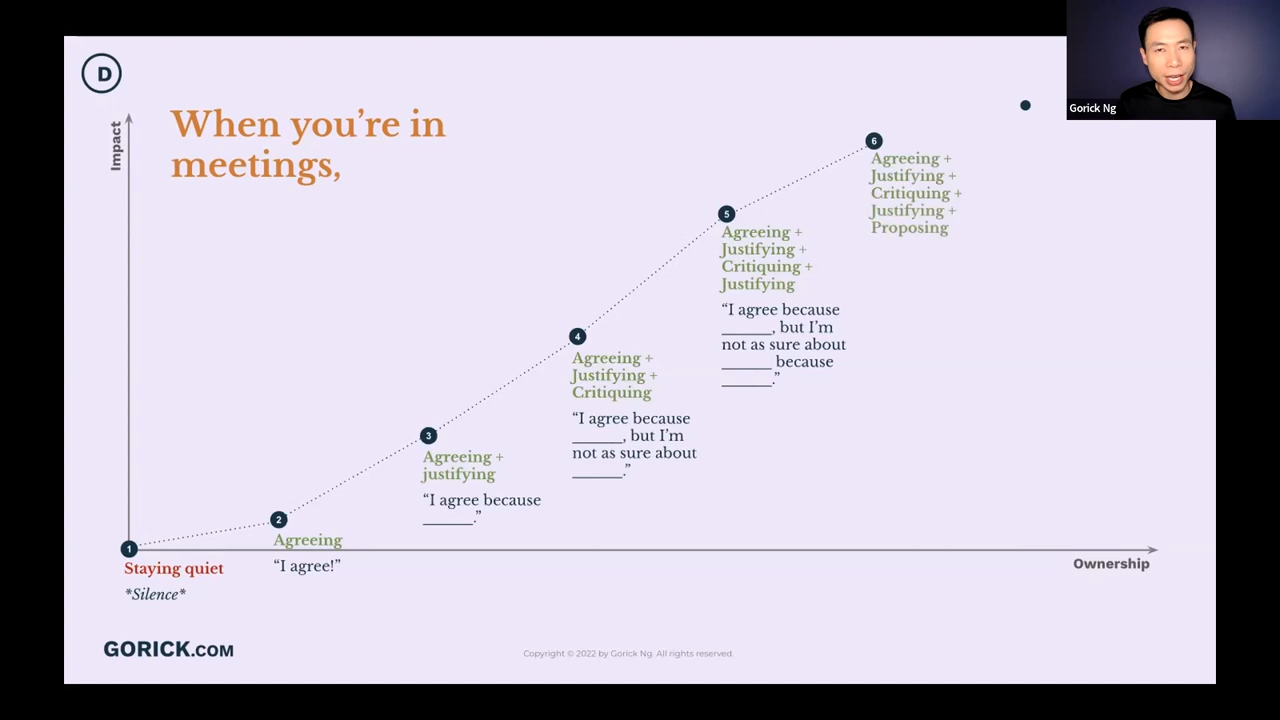 D
Gorick Ng
Impact
When you're in
meetings,
6
Agreeing +
Justifying +
Critiquing +
Justifying +
Proposing
5
Agreeing +
Justifying +
Critiquing +
Justifying
“I agree because
_______, but I’m
not as sure about
_______ because
_______.”
4
Agreeing +
Justifying +
Critiquing
“I agree because
_______, but I’m
not as sure about
_______.”
3
Agreeing +
justifying
“I agree because
_______.”
2
Agreeing
“I agree!”
1
Staying quiet
*Silence*
Ownership
GORICK.COM
Copyright © 2022 by Gorick Ng. All rights reserved.